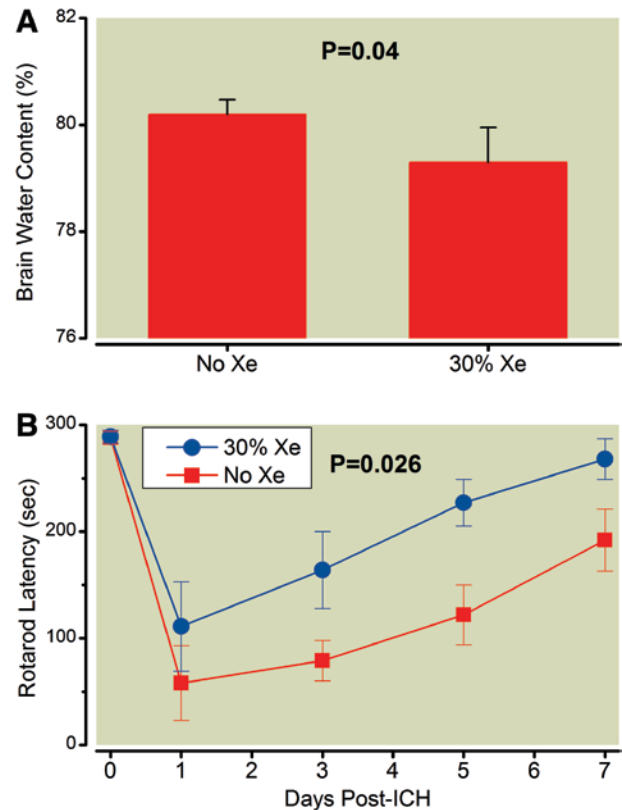 A
P=0.04
Brain Water Content (%)
82
80
78
76
No Xe
30% Xe
B
P=0.026
30% Xe
No Xe
Rotarod Latency (sec)
300
200
100
0
0 1 2 3 4 5 6 7
Days Post-ICH